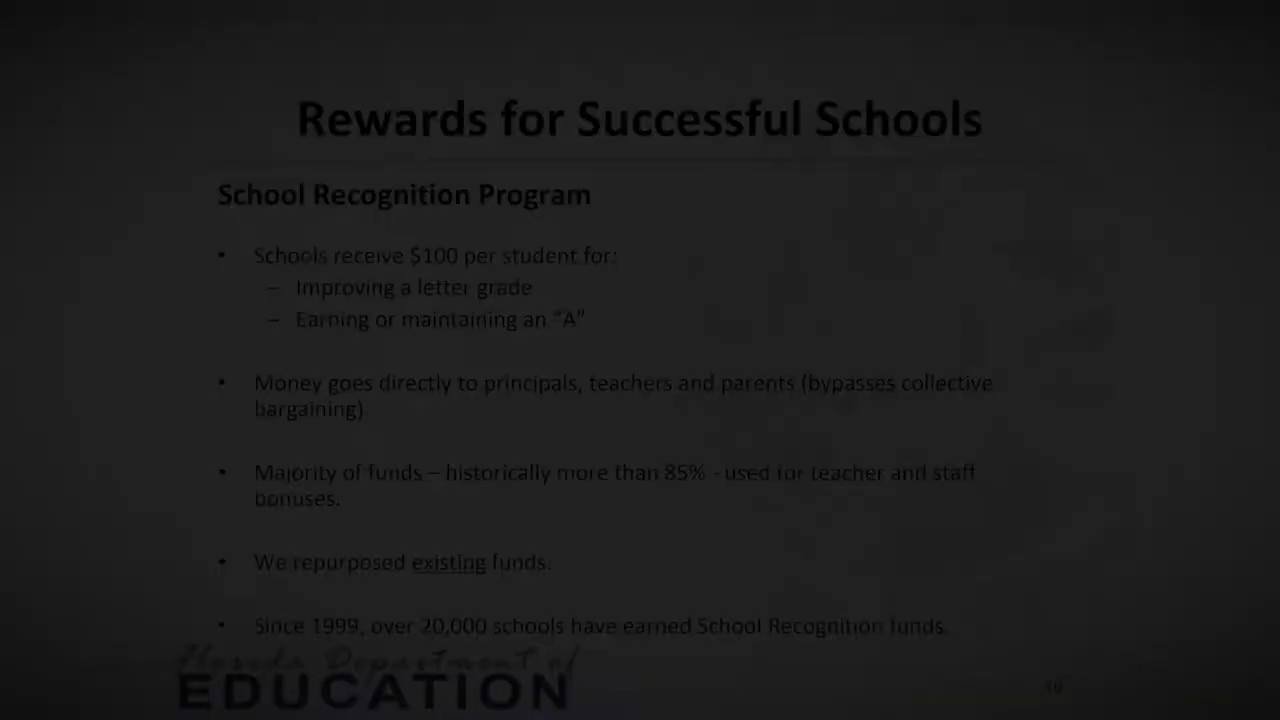 Rewards for Successful Schools
School Recognition Program
• Schools receive $100 per student for:
– Improving a letter grade
– Earning or maintaining an “A”
• Money goes directly to principals, teachers and parents (bypasses collective
bargaining)
• Majority of funds – historically more than 85% - used for teacher and staff
bonuses.
• We repurposed existing funds.
• Since 1999, over 20,000 schools have earned School Recognition funds.
Florida Department of
EDUCATION